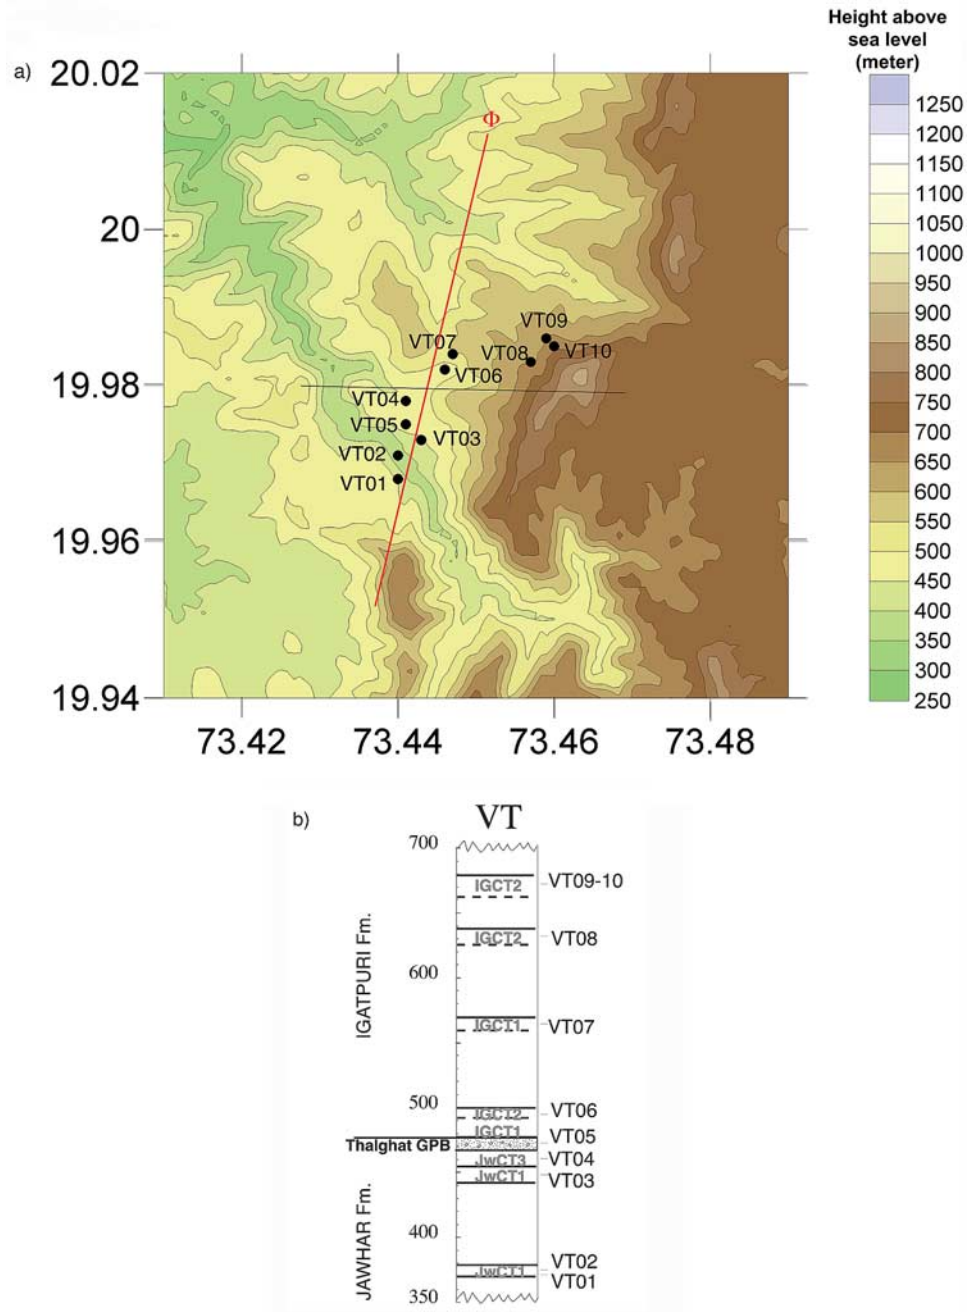 Height above
sea level
(meter)
a)
20.02
20
19.98
19.96
19.94
73.42
73.44
73.46
73.48
Φ
VT09
VT07
VT08
VT10
VT06
VT04
VT05
VT03
VT02
VT01
1250
1200
1150
1100
1050
1000
950
900
850
800
750
700
650
600
550
500
450
400
350
300
250
b)
VT
700
600
500
400
350
IGATPURI Fm.
JAWHAR Fm.
Thalghat GPB
IGCT2
IGCT2
IGCT1
IGCT2
IGCT1
JwCT3
JwCT1
JwCT1
VT09-10
VT08
VT07
VT06
VT05
VT04
VT03
VT02
VT01